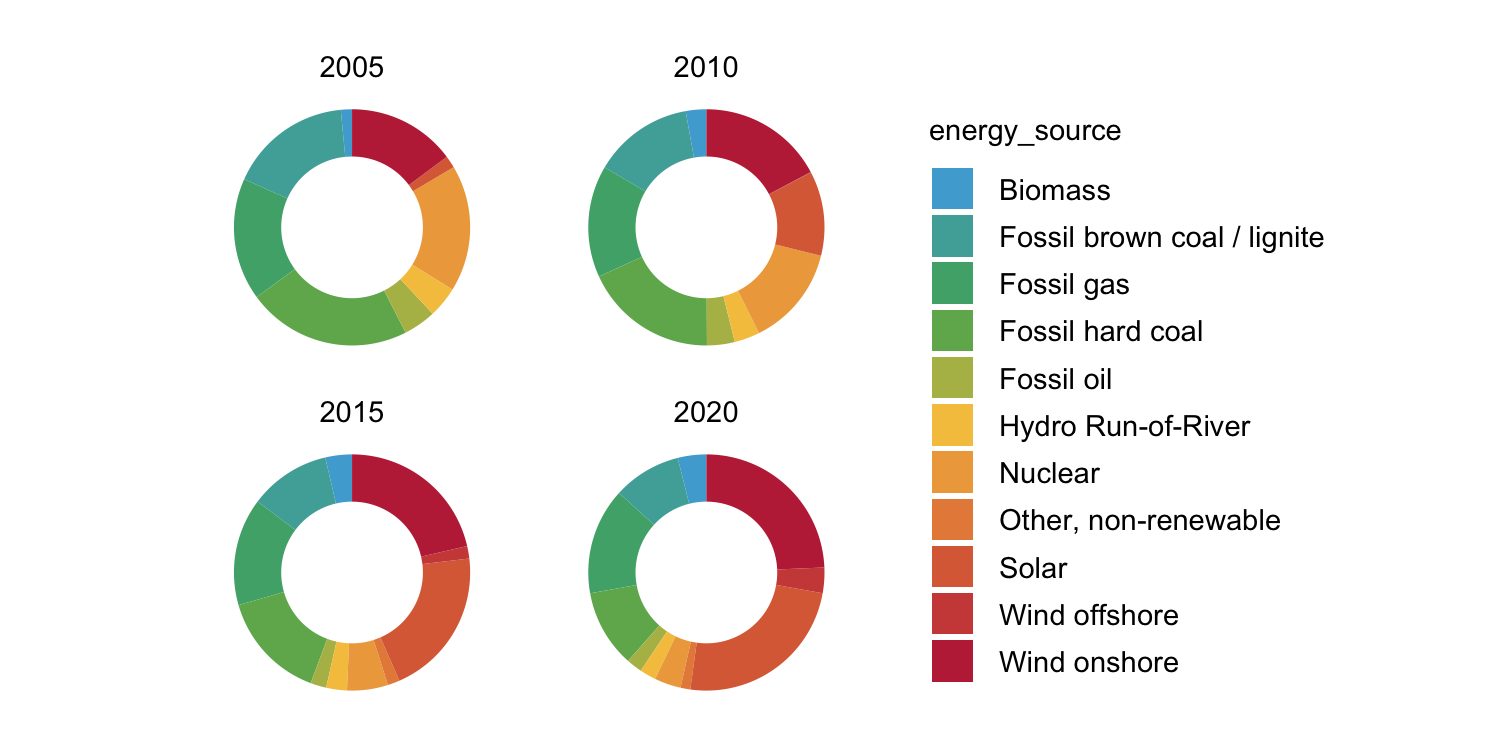 2005
2010
2015
2020
energy_source
Biomass
Fossil brown coal / lignite
Fossil gas
Fossil hard coal
Fossil oil
Hydro Run-of-River
Nuclear
Other, non-renewable
Solar
Wind offshore
Wind onshore